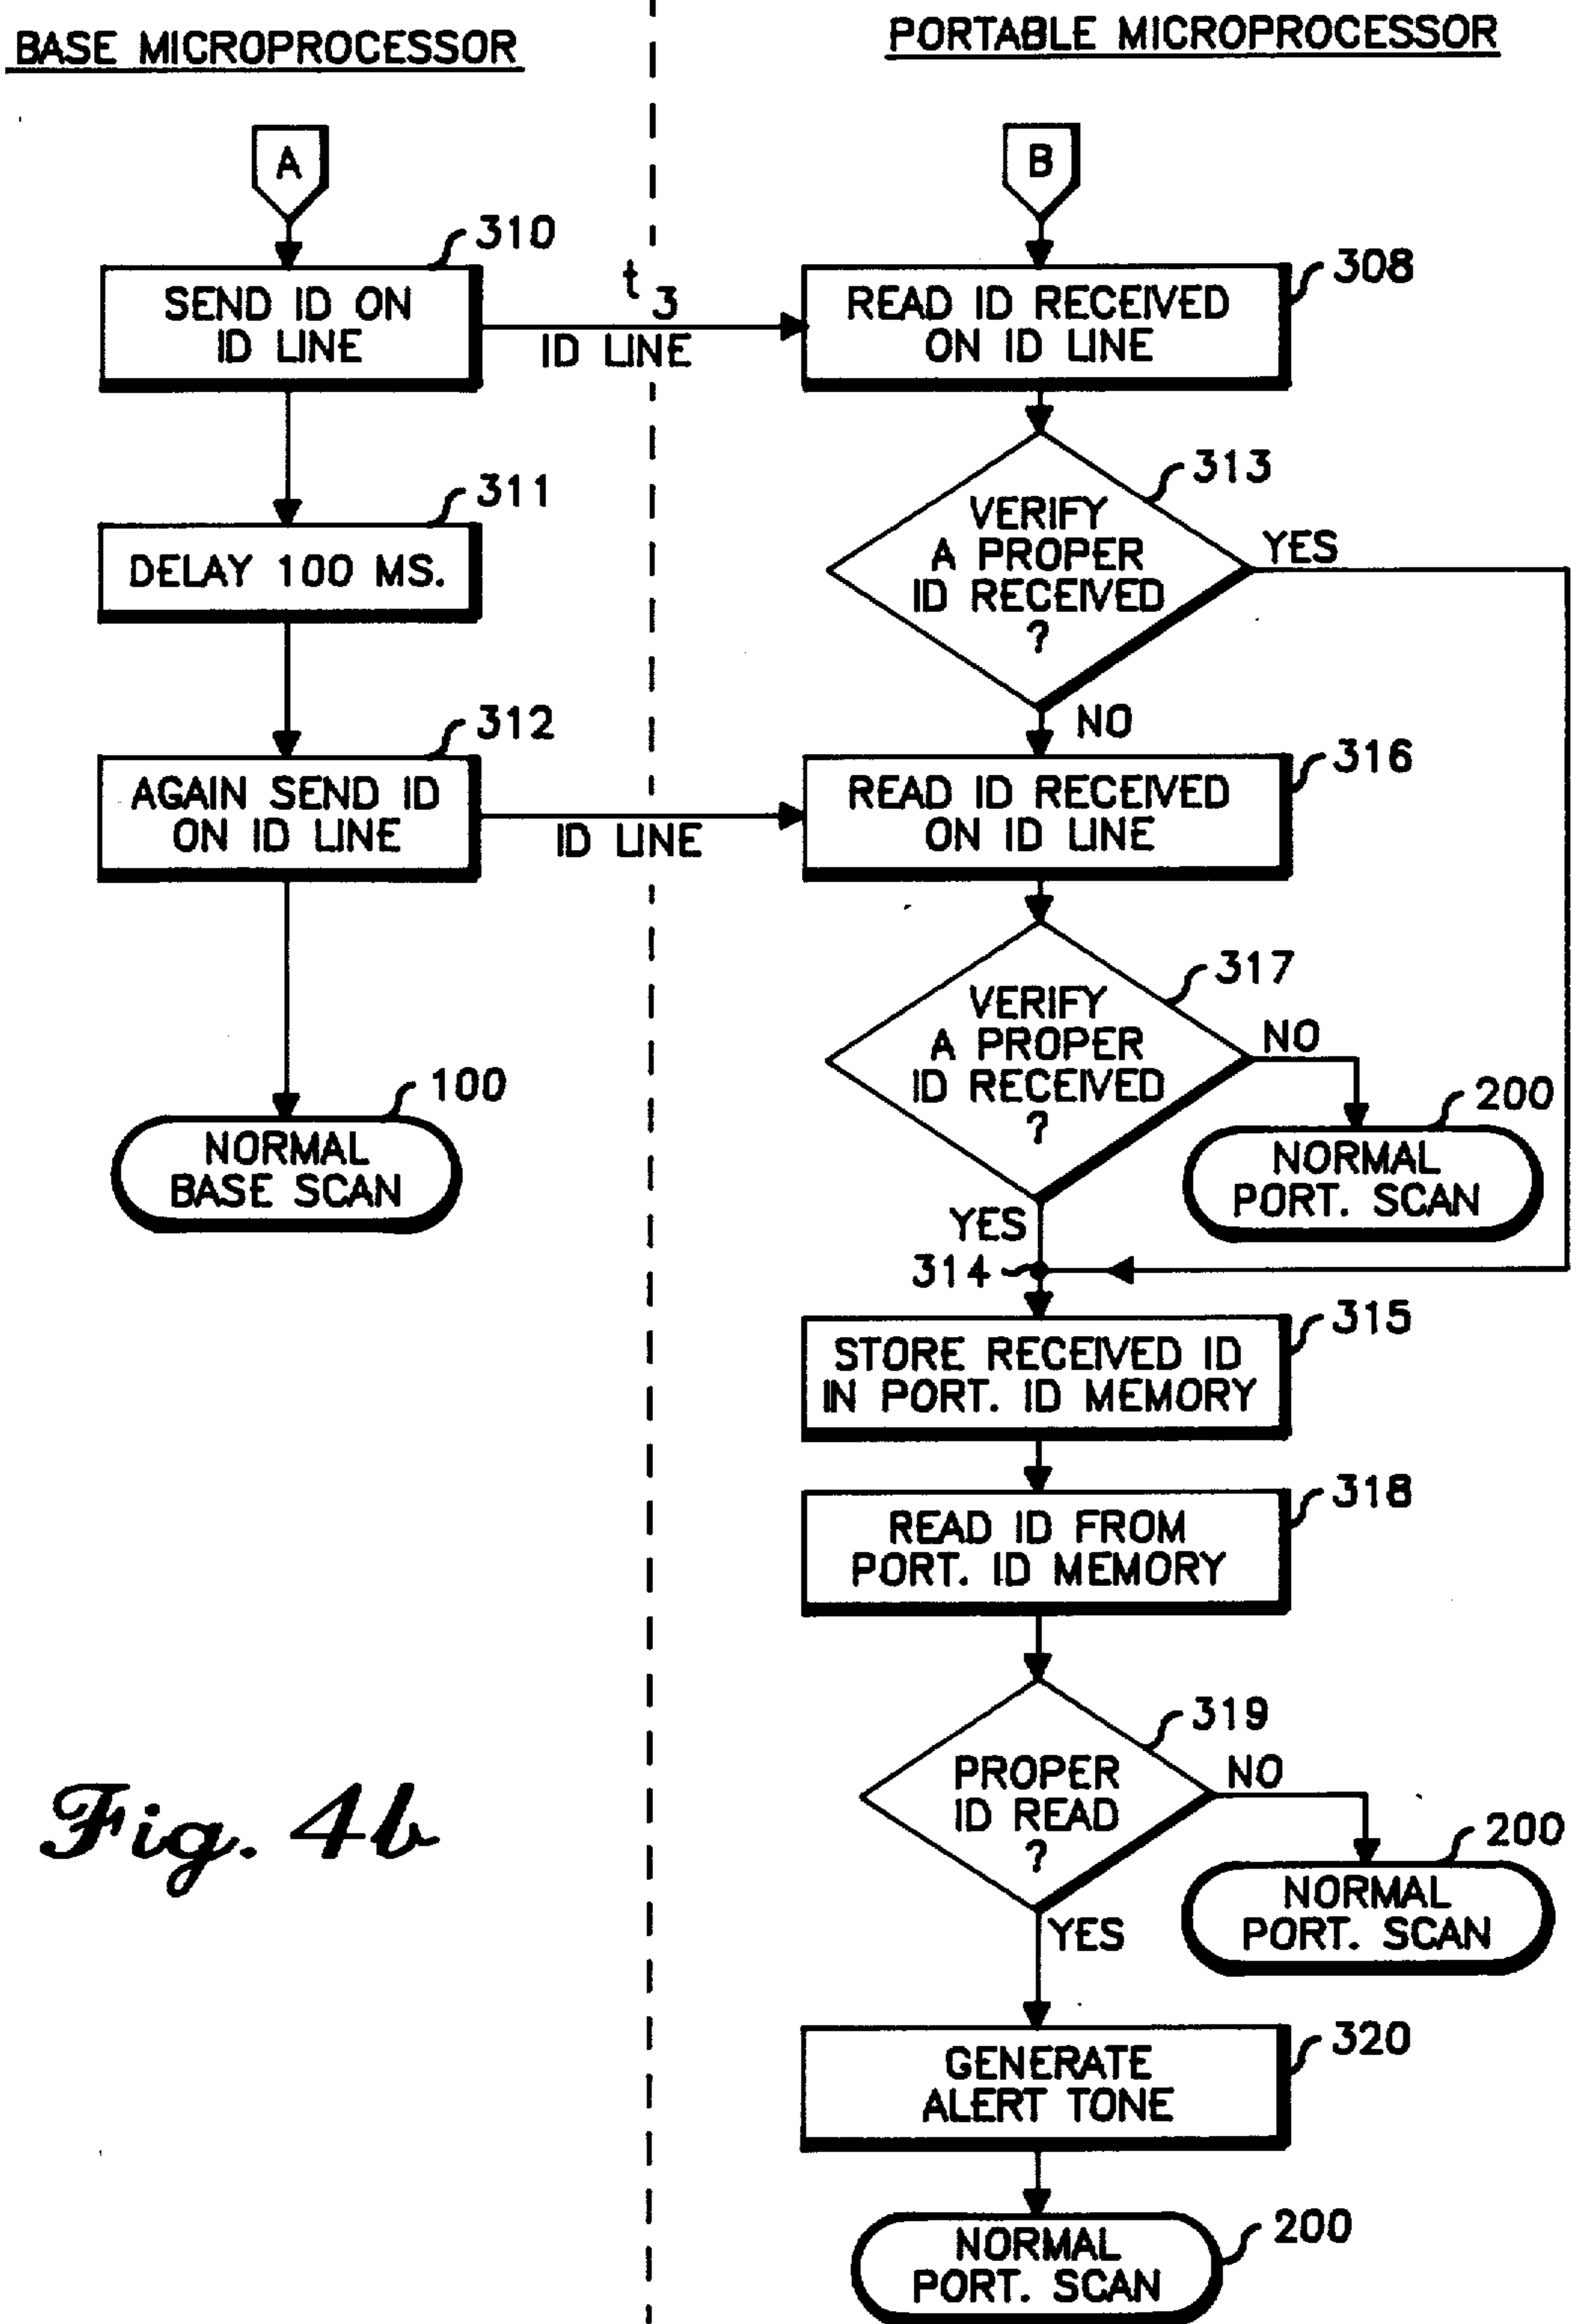 BASE MICROPROCESSOR
PORTABLE MICROPROCESSOR
A
310
SEND ID ON
ID LINE
t3
ID LINE
311
DELAY 100 MS.
312
AGAIN SEND ID
ON ID LINE
ID LINE
100
NORMAL
BASE SCAN
B
308
READ ID RECEIVED
ON ID LINE
313
VERIFY
A PROPER
ID RECEIVED
?
YES
NO
316
READ ID RECEIVED
ON ID LINE
317
VERIFY
A PROPER
ID RECEIVED
?
NO
200
NORMAL
PORT. SCAN
YES
314
315
STORE RECEIVED ID
IN PORT. ID MEMORY
318
READ ID FROM
PORT. ID MEMORY
319
PROPER
ID READ
?
NO
200
NORMAL
PORT. SCAN
YES
320
GENERATE
ALERT TONE
200
NORMAL
PORT. SCAN
Fig. 4b